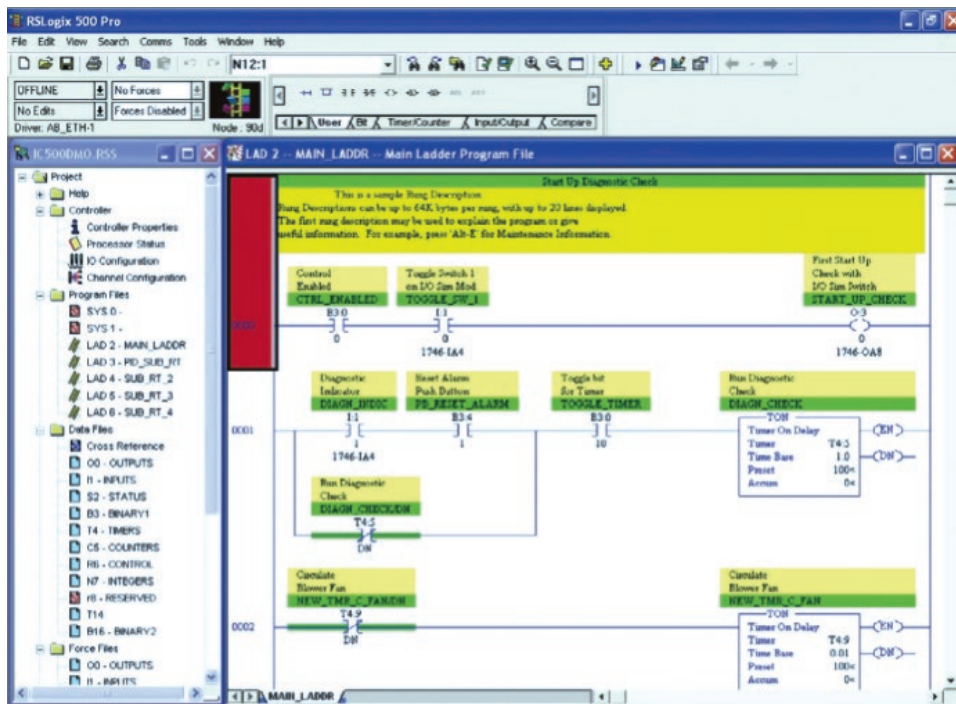 RSLogix 500 Pro
File Edit View Search Comms Tools Window Help
N12:1
OFFLINE No Forces
No Edits Forces Disabled
Driver: AB_ETH-1 Node : 90d
User Bit Timer/Counter Input/Output Compare
IC500DMO.RSS
Project
Help
Controller
Controller Properties
Processor Status
IO Configuration
Channel Configuration
Program Files
SYS 0 -
SYS 1 -
LAD 2 - MAIN_LADDR
LAD 3 - PID_SUB_RT
LAD 4 - SUB_RT_2
LAD 5 - SUB_RT_3
LAD 6 - SUB_RT_4
Data Files
Cross Reference
O0 - OUTPUTS
I1 - INPUTS
S2 - STATUS
B3 - BINARY1
T4 - TIMERS
C5 - COUNTERS
R6 - CONTROL
N7 - INTEGERS
r8 - RESERVED
T14
B16 - BINARY2
Force Files
O0 - OUTPUTS
I1 - INPUTS
LAD 2 -- MAIN_LADDR -- Main Ladder Program File
Start Up Diagnostic Check
This is a sample Rung Description
Rung Descriptions can be up to 64K bytes per rung, with up to 20 lines displayed.
The first rung description may be used to explain the program or give
useful information. For example, press 'Alt-E' for Maintenance Information.
Control
Enabled
CTRL_ENABLED
B3:0
0
Toggle Switch 1
on I/O Sim Mod
TOGGLE_SW_1
I:1
0
1746-IA4
First Start Up
Check with
I/O Sim Switch
START_UP_CHECK
O:3
0
1746-OA8
0000
Diagnostic
Indicator
DIAGN_INDIC
I:1
1
1746-IA4
Reset Alarm
Push Button
PB_RESET_ALARM
B3:4
1
Toggle bit
for Timer
TOGGLE_TIMER
B3:0
10
Run Diagnostic
Check
DIAGN_CHECK
TON
Timer On Delay
Timer T4:5
Time Base 1.0
Preset 100<
Accum 0<
EN
DN
0001
Run Diagnostic
Check
DIAGN_CHECK/DN
T4:5
DN
Circulate
Blower Fan
NEW_TMR_C_FAN/DN
T4:9
DN
Circulate
Blower Fan
NEW_TMR_C_FAN
TON
Timer On Delay
Timer T4:9
Time Base 0.01
Preset 100<
Accum 0<
EN
DN
0002
MAIN_LADDR